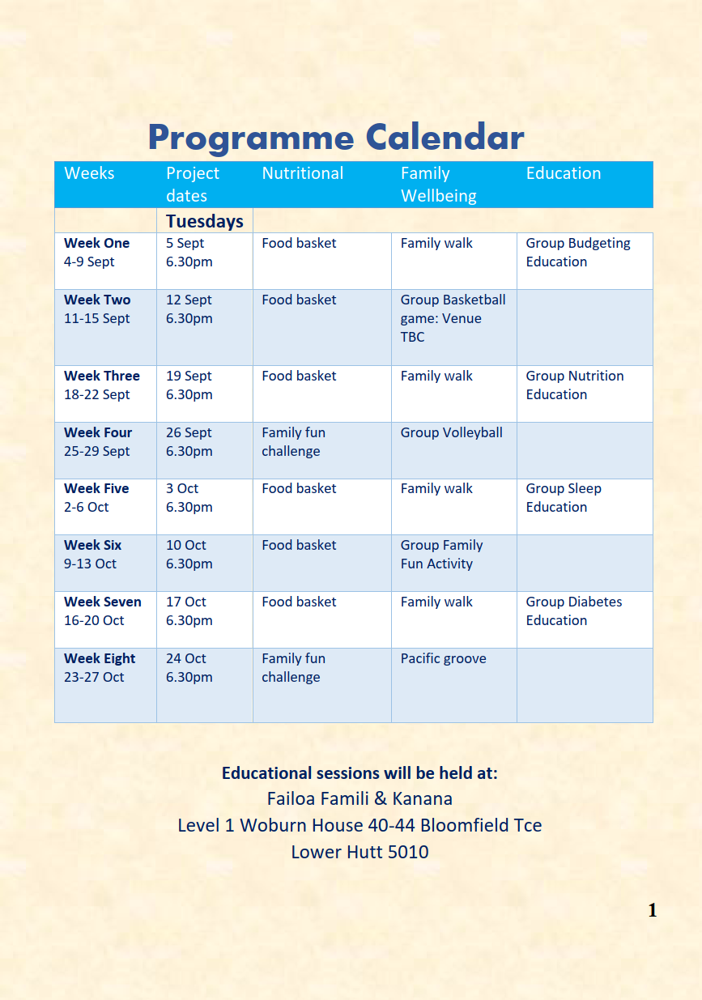 Programme Calendar
Weeks Project dates Nutritional Family Wellbeing Education
Tuesdays
Week One 4-9 Sept 5 Sept 6.30pm Food basket Family walk Group Budgeting Education
Week Two 11-15 Sept 12 Sept 6.30pm Food basket Group Basketball game: Venue TBC
Week Three 18-22 Sept 19 Sept 6.30pm Food basket Family walk Group Nutrition Education
Week Four 25-29 Sept 26 Sept 6.30pm Family fun challenge Group Volleyball
Week Five 2-6 Oct 3 Oct 6.30pm Food basket Family walk Group Sleep Education
Week Six 9-13 Oct 10 Oct 6.30pm Food basket Group Family Fun Activity
Week Seven 16-20 Oct 17 Oct 6.30pm Food basket Family walk Group Diabetes Education
Week Eight 23-27 Oct 24 Oct 6.30pm Family fun challenge Pacific groove
Educational sessions will be held at:
Failoa Famili & Kanana
Level 1 Woburn House 40-44 Bloomfield Tce
Lower Hutt 5010
1